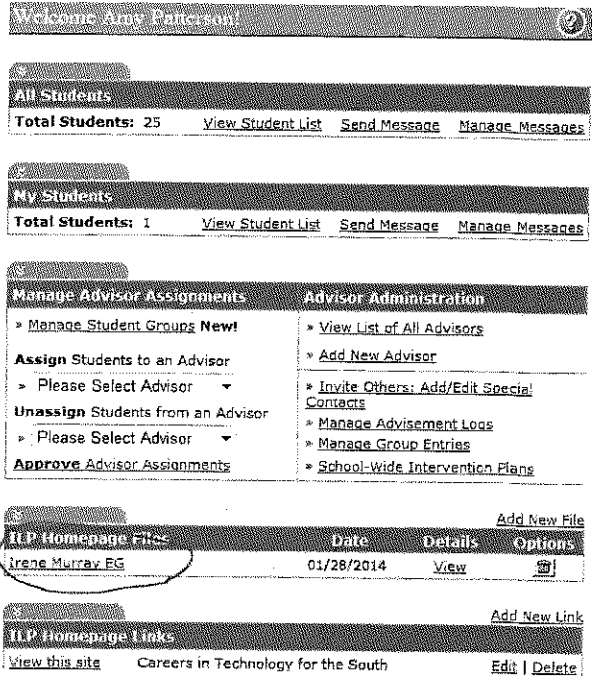 Welcome Amy Patterson!
All Students
Total Students: 25 View Student List Send Message Manage Messages
My Students
Total Students: 1 View Student List Send Message Manage Messages
Manage Advisor Assignments Advisor Administration
» Manage Student Groups New! » View List of All Advisors
Assign Students to an Advisor » Add New Advisor
» Please Select Advisor » Invite Others: Add/Edit Special Contacts
Unassign Students from an Advisor » Manage Advisement Logs
» Please Select Advisor » Manage Group Entries
Approve Advisor Assignments » School-Wide Intervention Plans
Add New File
ILP Homepage Files Date Details Options
Irene Murray EG 01/28/2014 View
Add New Link
ILP Homepage Links
View this site Careers in Technology for the South Edit | Delete